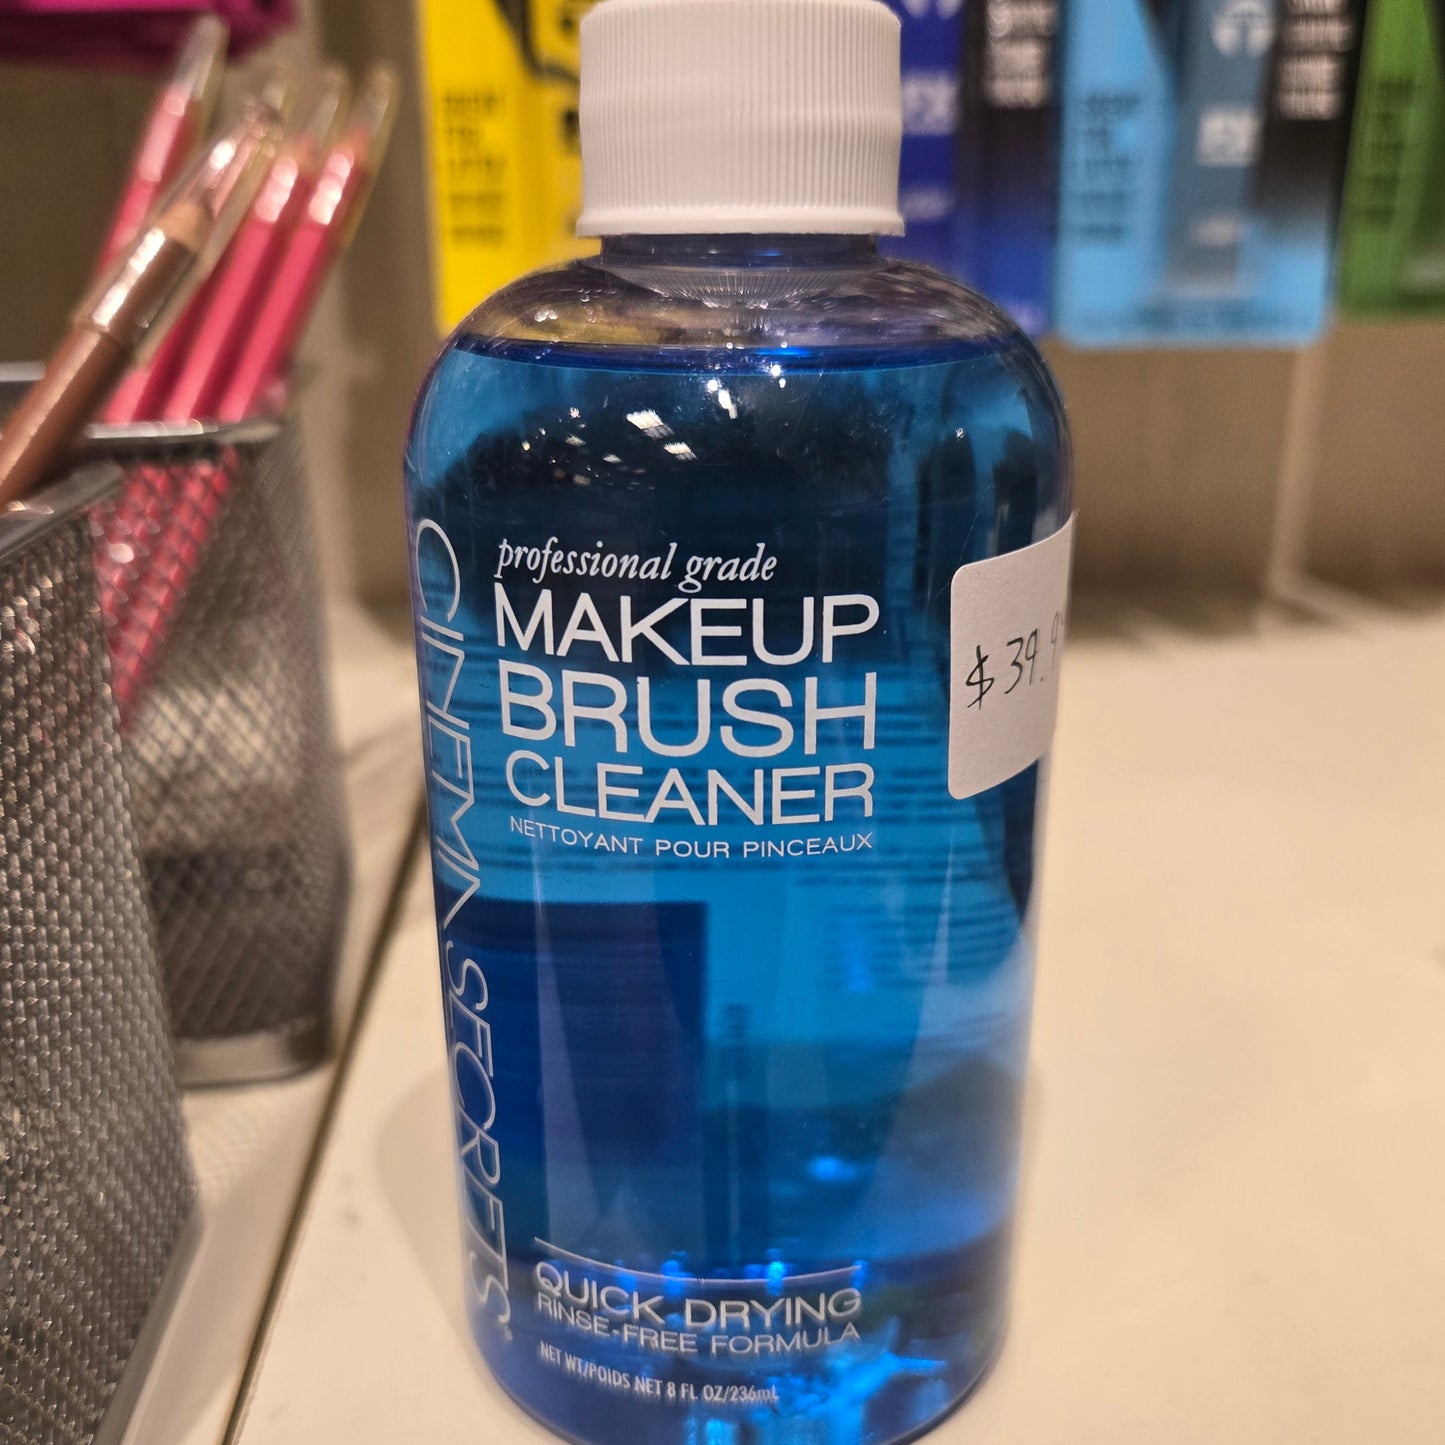 professional grade
MAKEUP
BRUSH
CLEANER
NETTOYANT POUR PINCEAUX
CINEMA SECRETS
$39.9
QUICK DRYING
RINSE-FREE FORMULA
NET WT/POIDS NET 8 FL OZ/236mL